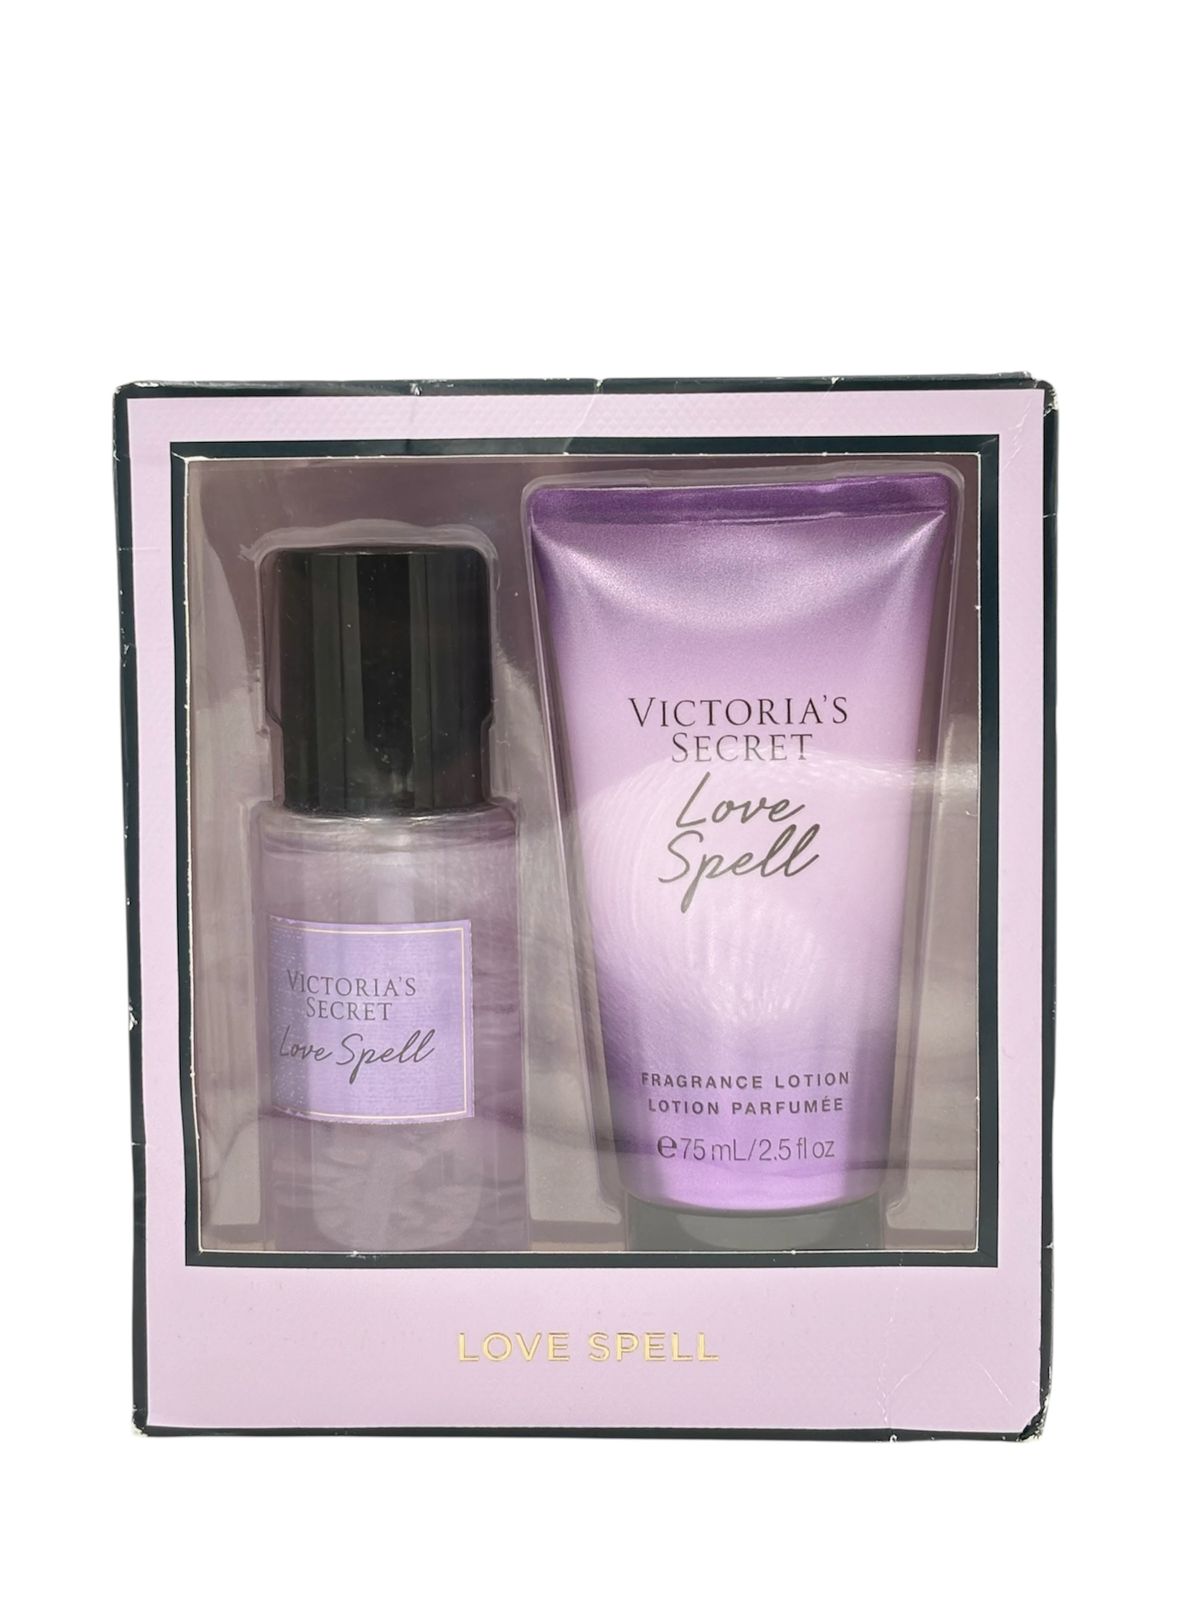 VICTORIA'S
SECRET
Love Spell
VICTORIA'S
SECRET
Love
Spell
FRAGRANCE LOTION
LOTION PARFUMÉE
℮75 mL/2.5 fl oz
LOVE SPELL